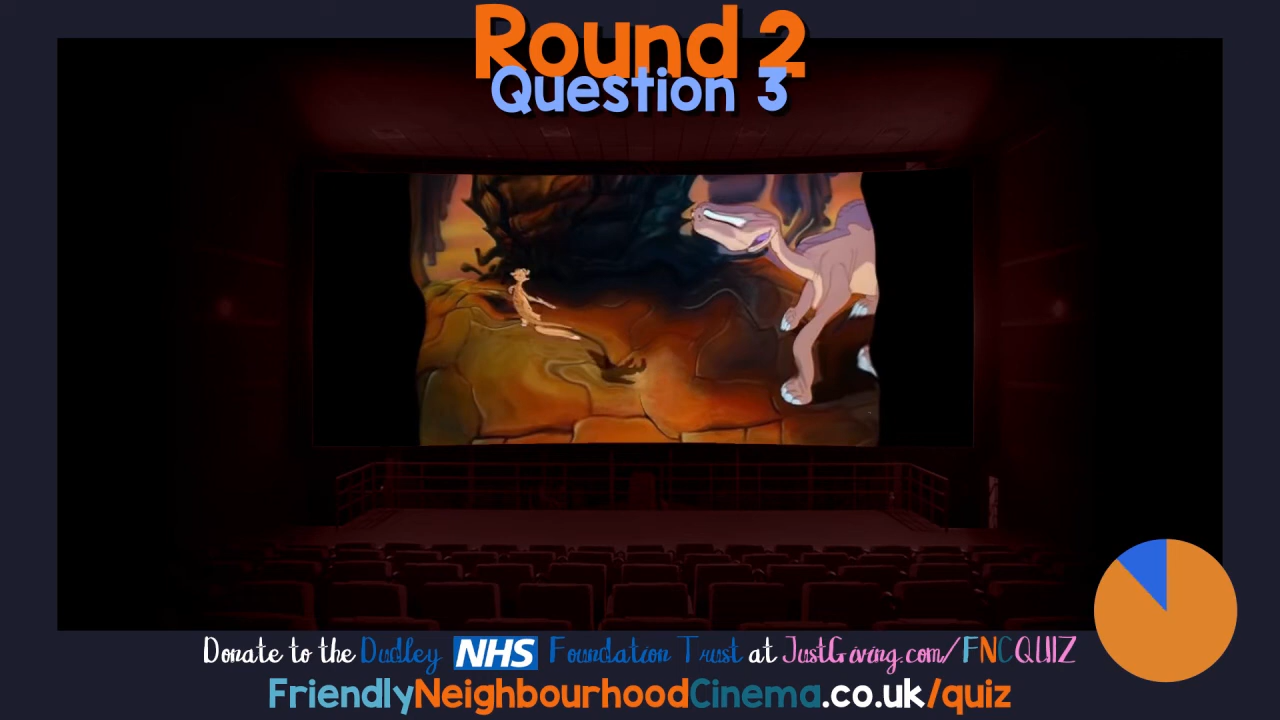 Round 2
Question 3
Donate to the Dudley NHS Foundation Trust at JustGiving.com/FNCQUIZ
FriendlyNeighbourhoodCinema.co.uk/quiz